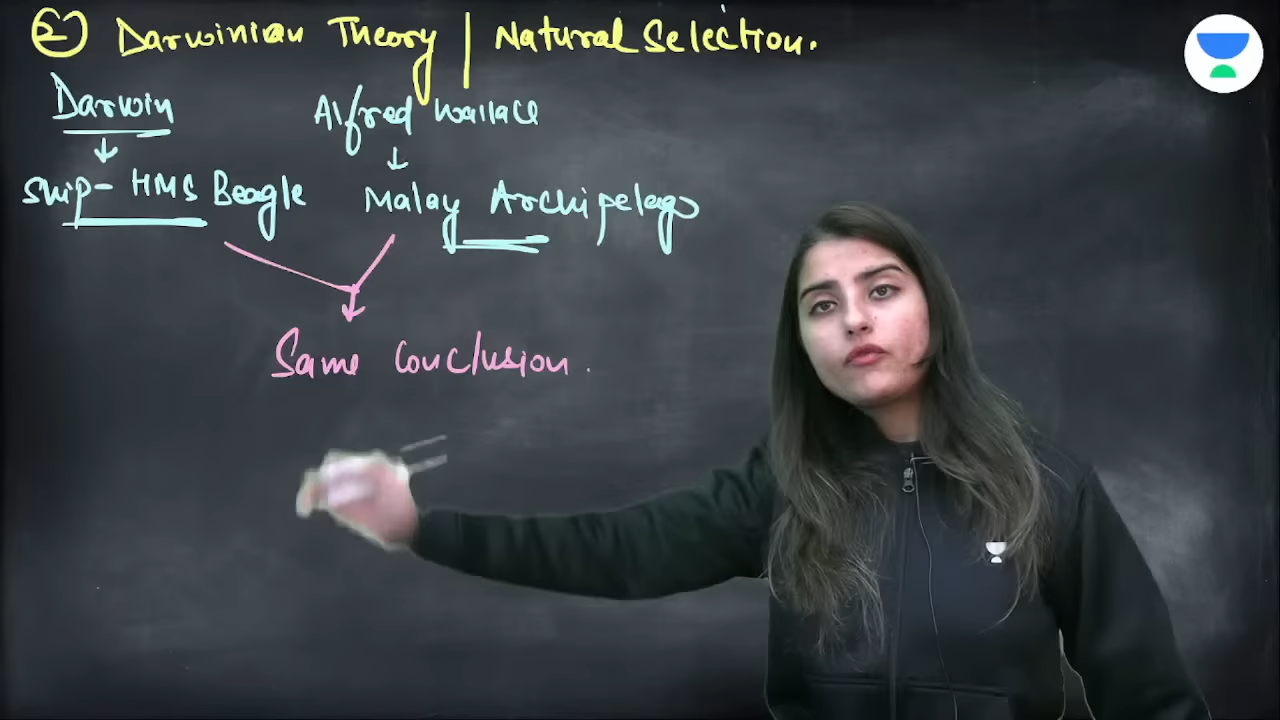 2 Darwinian Theory | Natural Selection.
Darwin Alfred Wallace
↓ ↓
Ship- HMS Beagle Malay Archipelago
↓
Same Conclusion.